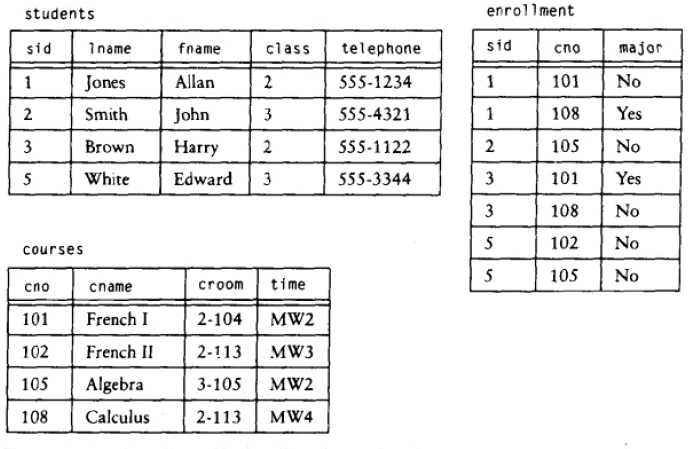 students
sid lname fname class telephone
1 Jones Allan 2 555-1234
2 Smith John 3 555-4321
3 Brown Harry 2 555-1122
5 White Edward 3 555-3344
enrollment
sid cno major
1 101 No
1 108 Yes
2 105 No
3 101 Yes
3 108 No
5 102 No
5 105 No
courses
cno cname croom time
101 French I 2-104 MW2
102 French II 2-113 MW3
105 Algebra 3-105 MW2
108 Calculus 2-113 MW4